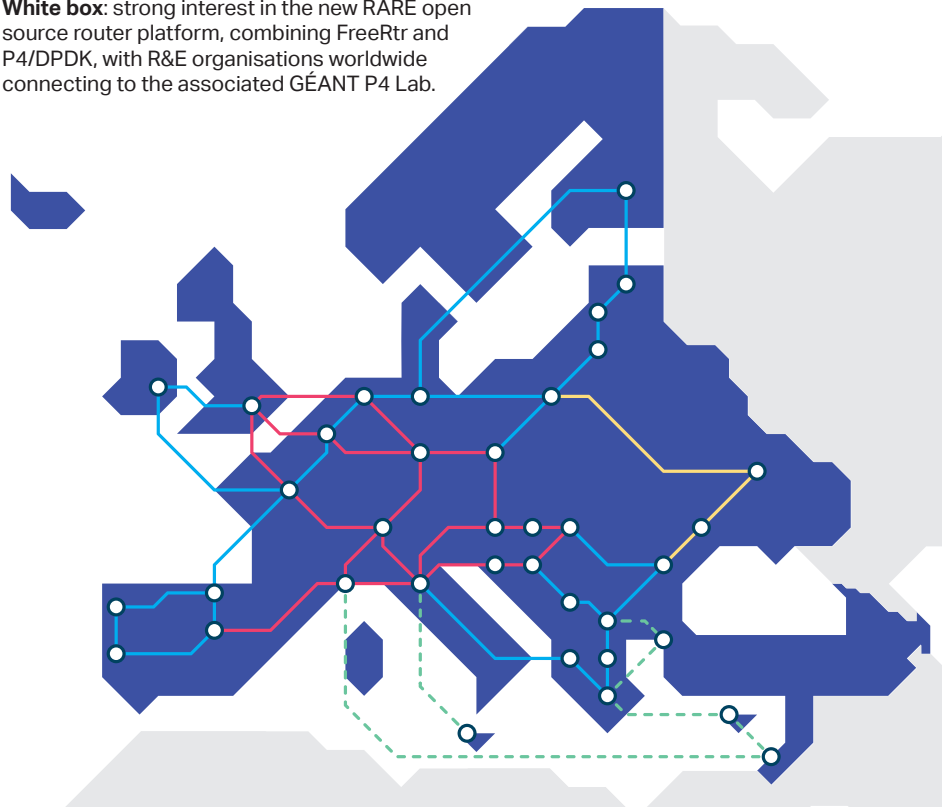 White box: strong interest in the new RARE open
source router platform, combining FreeRtr and
P4/DPDK, with R&E organisations worldwide
connecting to the associated GÉANT P4 Lab.